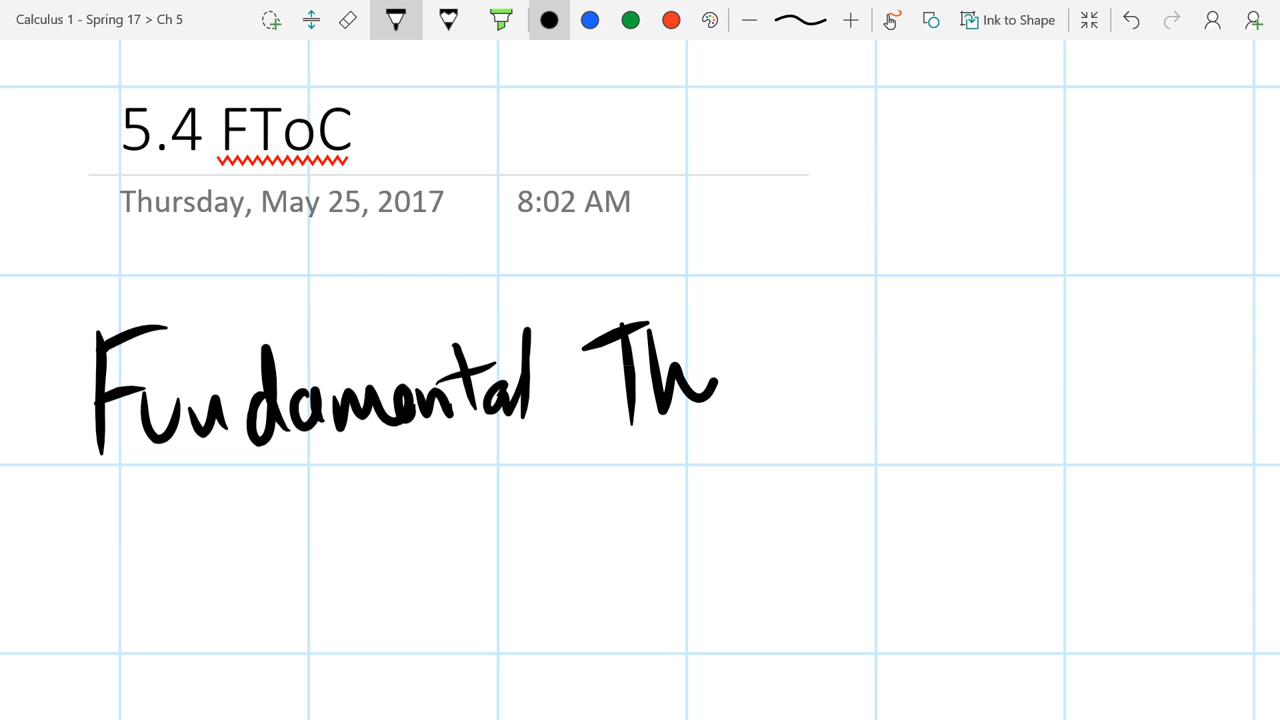 Calculus 1 - Spring 17 > Ch 5
Ink to Shape
5.4 FToC
Thursday, May 25, 2017 8:02 AM
Fundamental Th